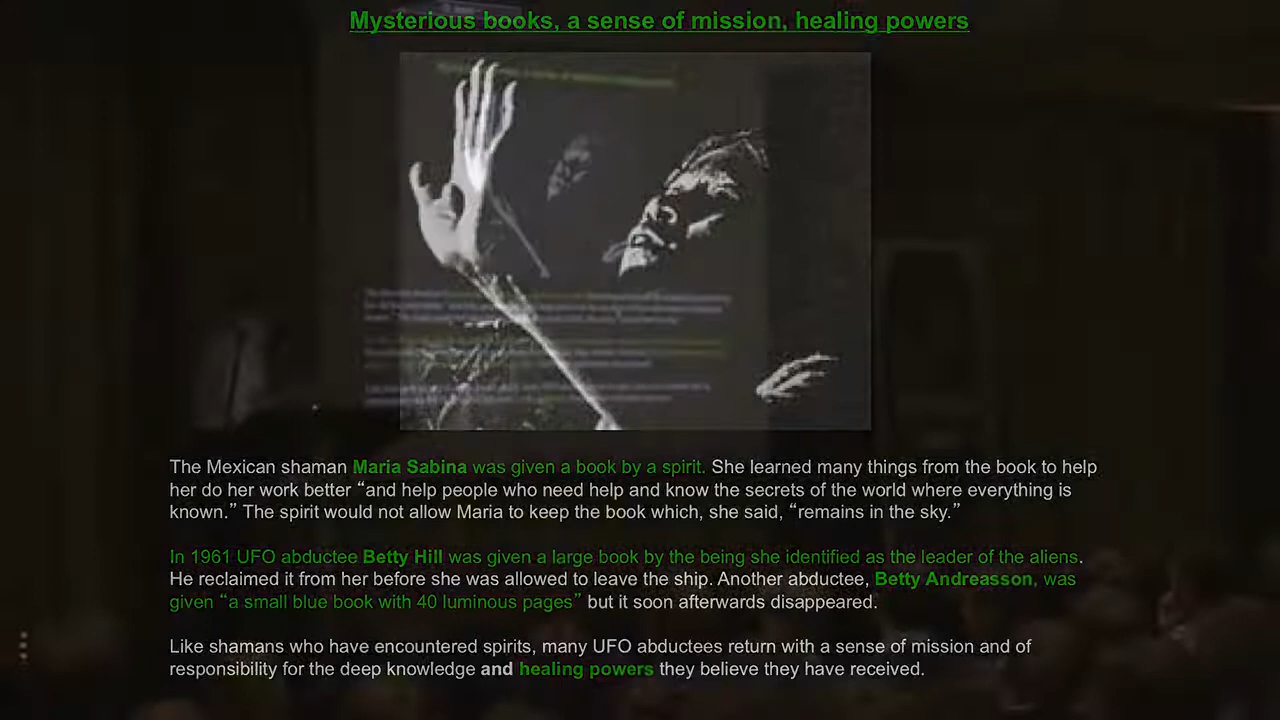 Mysterious books, a sense of mission, healing powers
The Mexican shaman Maria Sabina was given a book by a spirit. She learned many things from the book to help
her do her work better “and help people who need help and know the secrets of the world where everything is
known.” The spirit would not allow Maria to keep the book which, she said, “remains in the sky.”
In 1961 UFO abductee Betty Hill was given a large book by the being she identified as the leader of the aliens.
He reclaimed it from her before she was allowed to leave the ship. Another abductee, Betty Andreasson, was
given “a small blue book with 40 luminous pages” but it soon afterwards disappeared.
Like shamans who have encountered spirits, many UFO abductees return with a sense of mission and of
responsibility for the deep knowledge and healing powers they believe they have received.